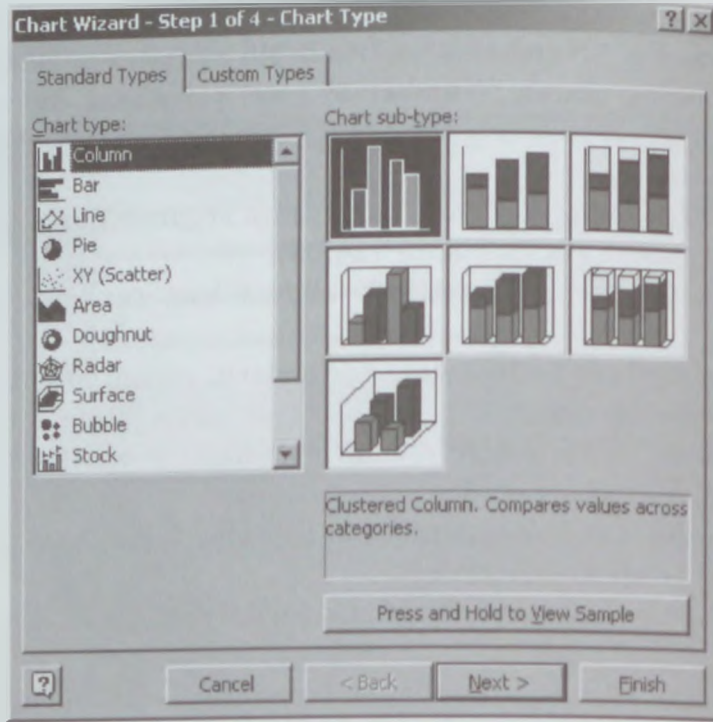 Chart Wizard - Step 1 of 4 - Chart Type
Standard Types
Custom Types
Chart type:
Column
Bar
Line
Pie
XY (Scatter)
Area
Doughnut
Radar
Surface
Bubble
Stock
Chart sub-type:
Clustered Column. Compares values across
categories.
Press and Hold to View Sample
Cancel
< Back
Next >
Finish